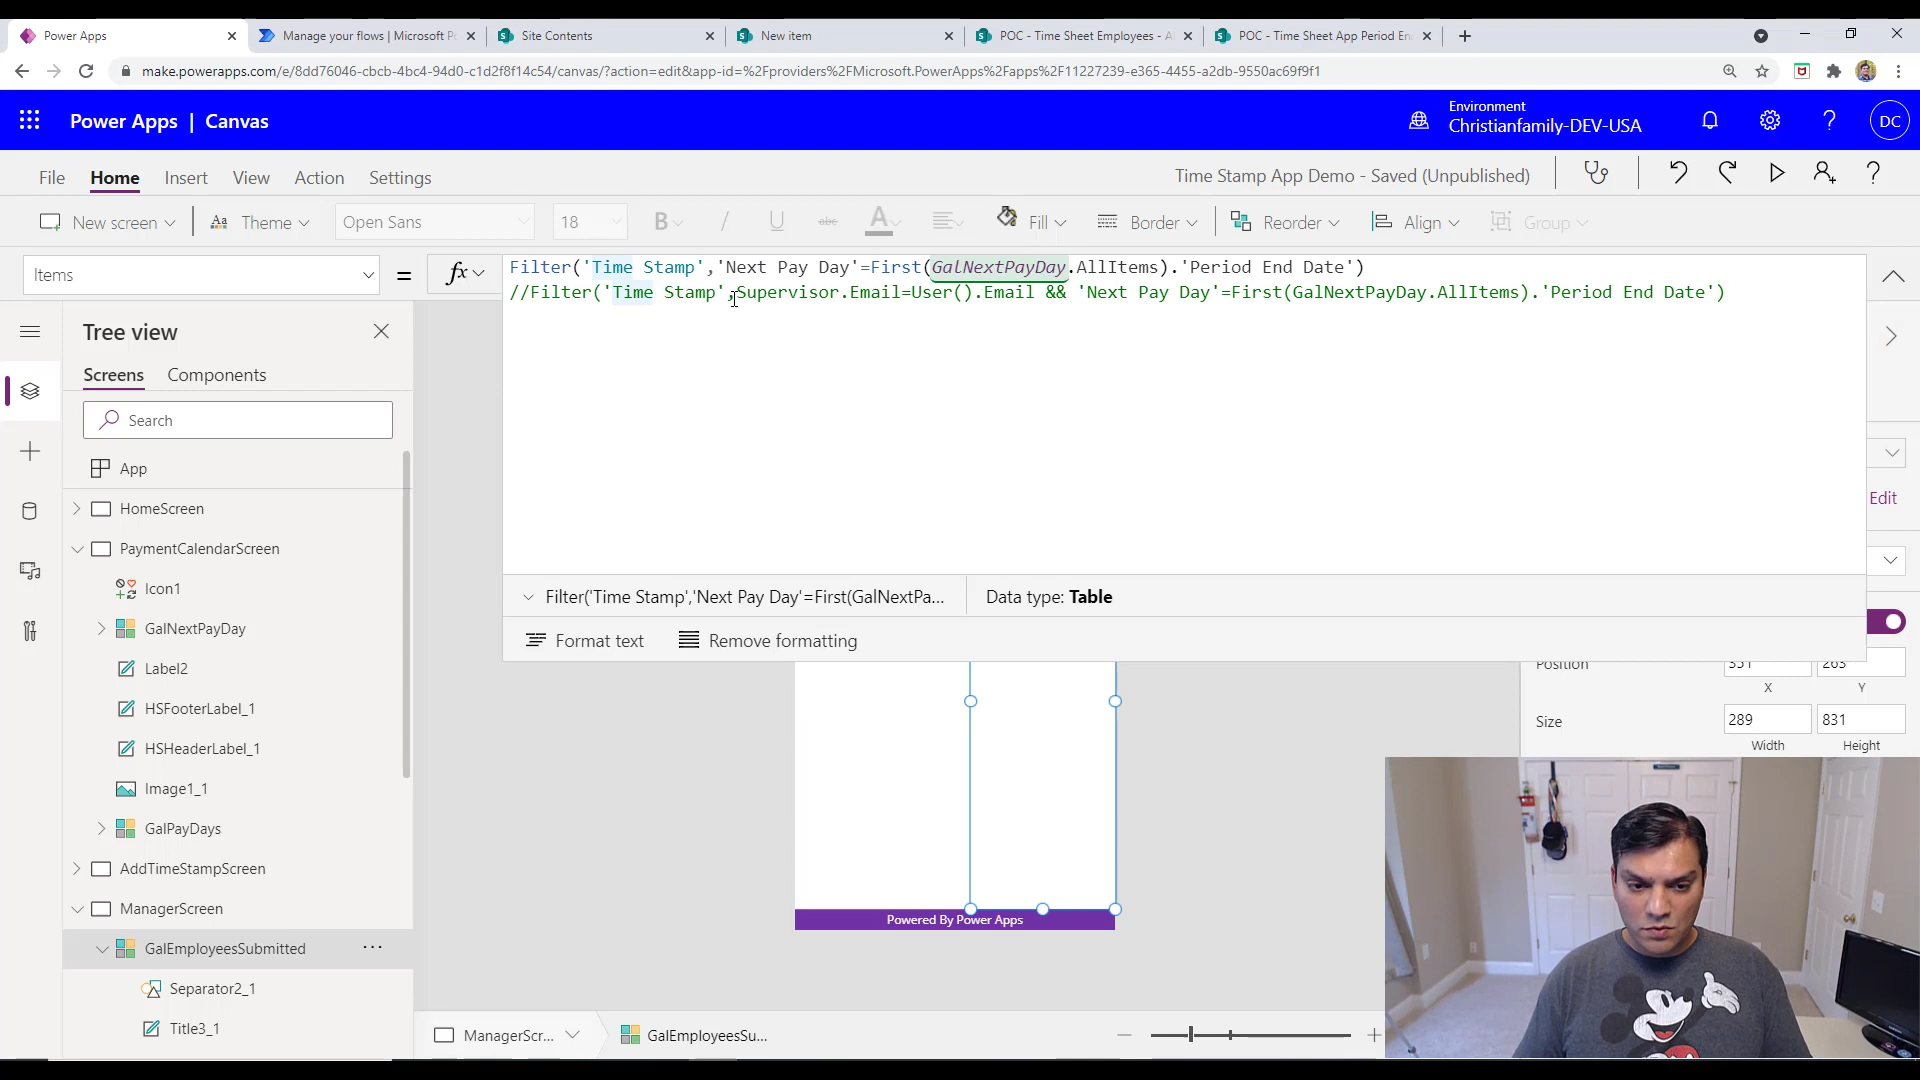 Power Apps
Manage your flows | Microsoft Po
Site Contents
New item
POC - Time Sheet Employees - A
POC - Time Sheet App Period En
make.powerapps.com/e/8dd76046-cbcb-4bc4-94d0-c1d2f8f14c54/canvas/?action=edit&app-id=%2Fproviders%2FMicrosoft.PowerApps%2Fapps%2F11227239-e365-4455-a2db-9550ac69f9f1
Power Apps | Canvas
Environment
Christianfamily-DEV-USA
DC
File
Home
Insert
View
Action
Settings
Time Stamp App Demo - Saved (Unpublished)
New screen
Theme
Open Sans
18
B
/
U
abc
A
Fill
Border
Reorder
Align
Group
Items
=
fx
Filter('Time Stamp','Next Pay Day'=First(GalNextPayDay.AllItems).'Period End Date')
//Filter('Time Stamp',Supervisor.Email=User().Email && 'Next Pay Day'=First(GalNextPayDay.AllItems).'Period End Date')
Filter('Time Stamp','Next Pay Day'=First(GalNextPa...
Data type: Table
Format text
Remove formatting
Tree view
Screens
Components
Search
App
HomeScreen
PaymentCalendarScreen
Icon1
GalNextPayDay
Label2
HSFooterLabel_1
HSHeaderLabel_1
Image1_1
GalPayDays
AddTimeStampScreen
ManagerScreen
GalEmployeesSubmitted
Separator2_1
Title3_1
Powered By Power Apps
Edit
Position
351
263
X
Y
Size
289
831
Width
Height
ManagerScr...
GalEmployeesSu...